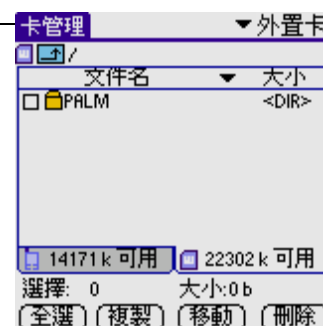 卡管理 ▼外置卡
/
文件名 ▼ 大小
PALM <DIR>
14171 k 可用 22302 k 可用
選擇: 0 大小:0 b
全選 複製 移動 刪除